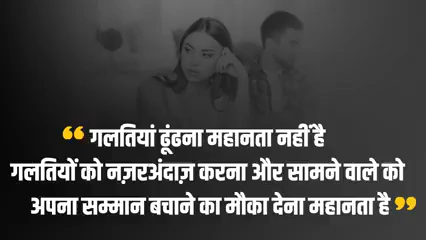 “ गलतियां ढूंढना महानता नहीं है
गलतियों को नज़रअंदाज़ करना और सामने वाले को
अपना सम्मान बचाने का मौका देना महानता है ”